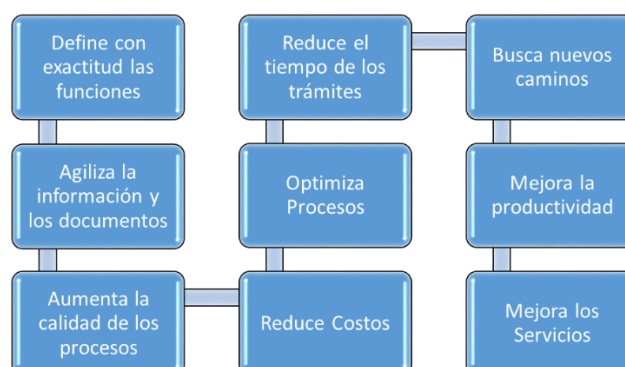 Define con
exactitud las
funciones
Agiliza la
información y
los documentos
Aumenta la
calidad de los
procesos
Reduce Costos
Optimiza
Procesos
Reduce el
tiempo de los
trámites
Busca nuevos
caminos
Mejora la
productividad
Mejora los
Servicios